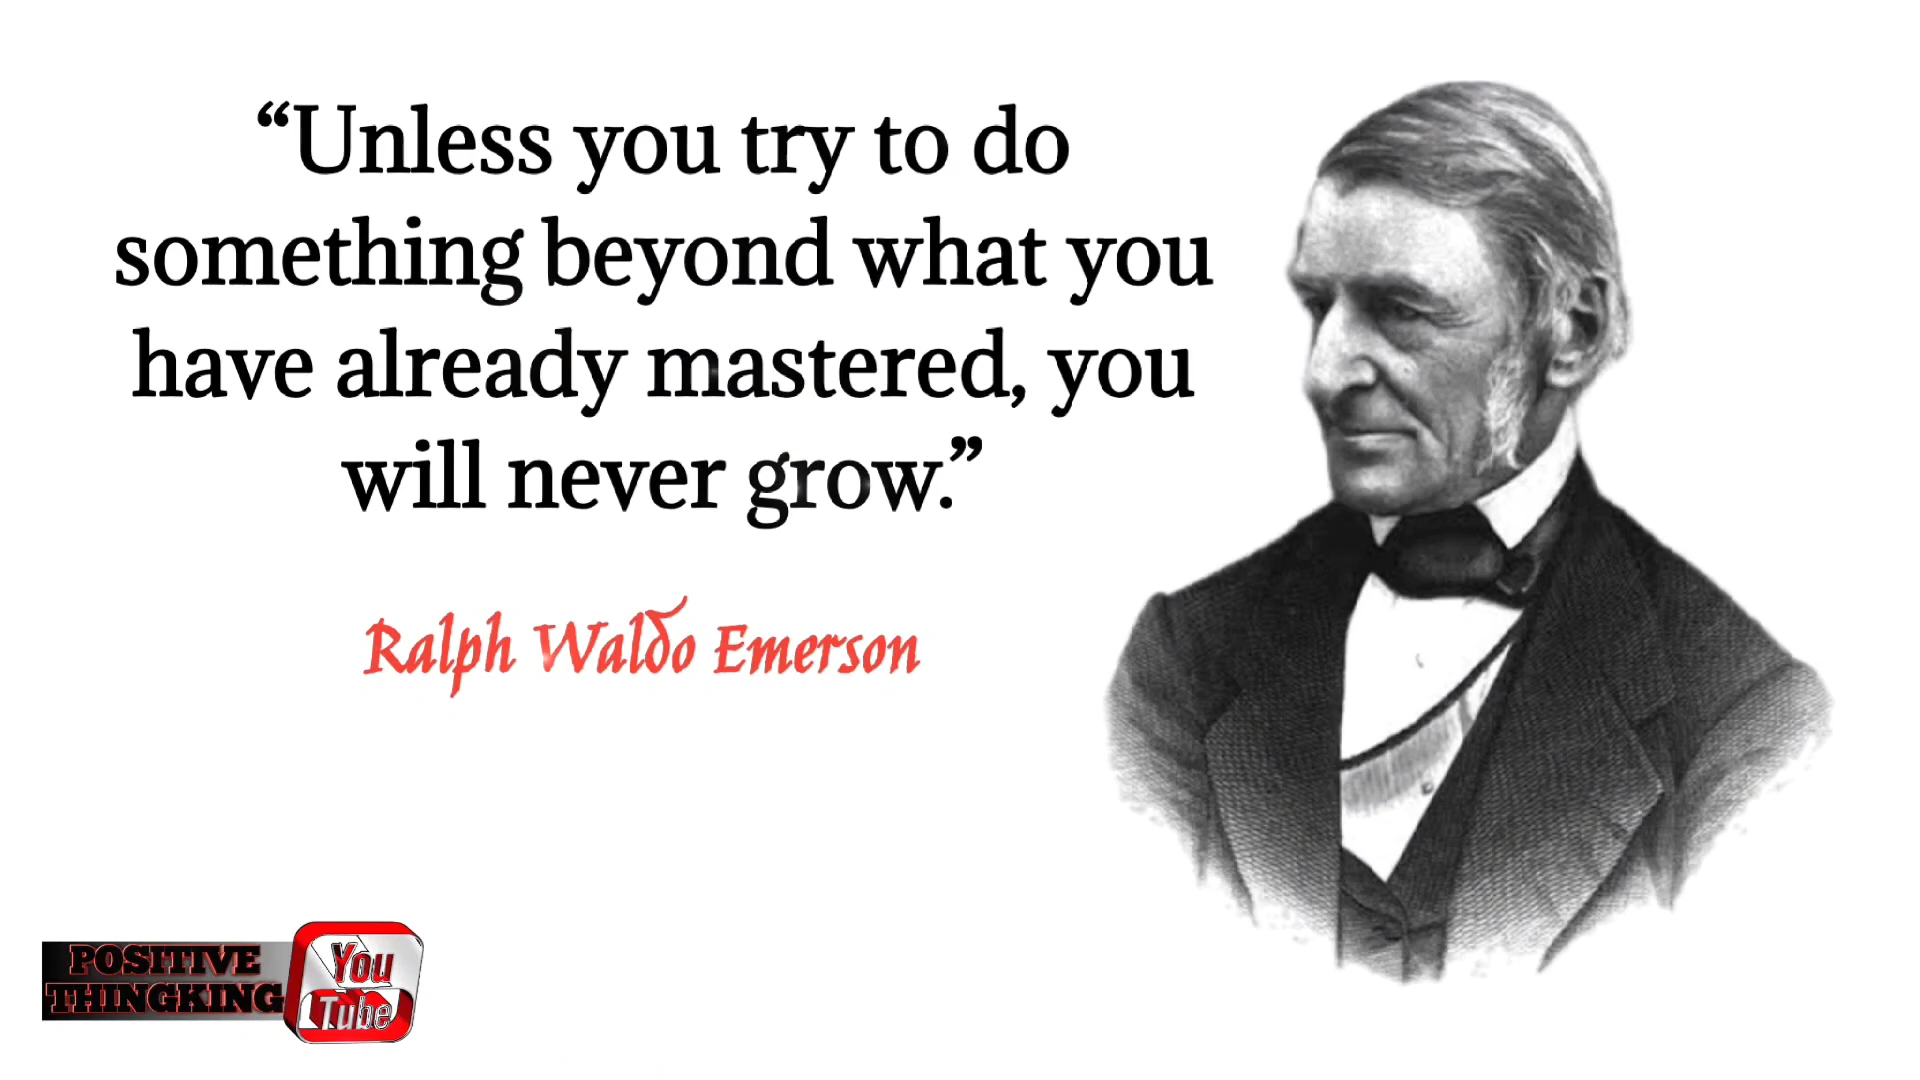 “Unless you try to do
something beyond what you
have already mastered, you
will never grow.”
Ralph Waldo Emerson
POSITIVE
THINGKING
You
Tube